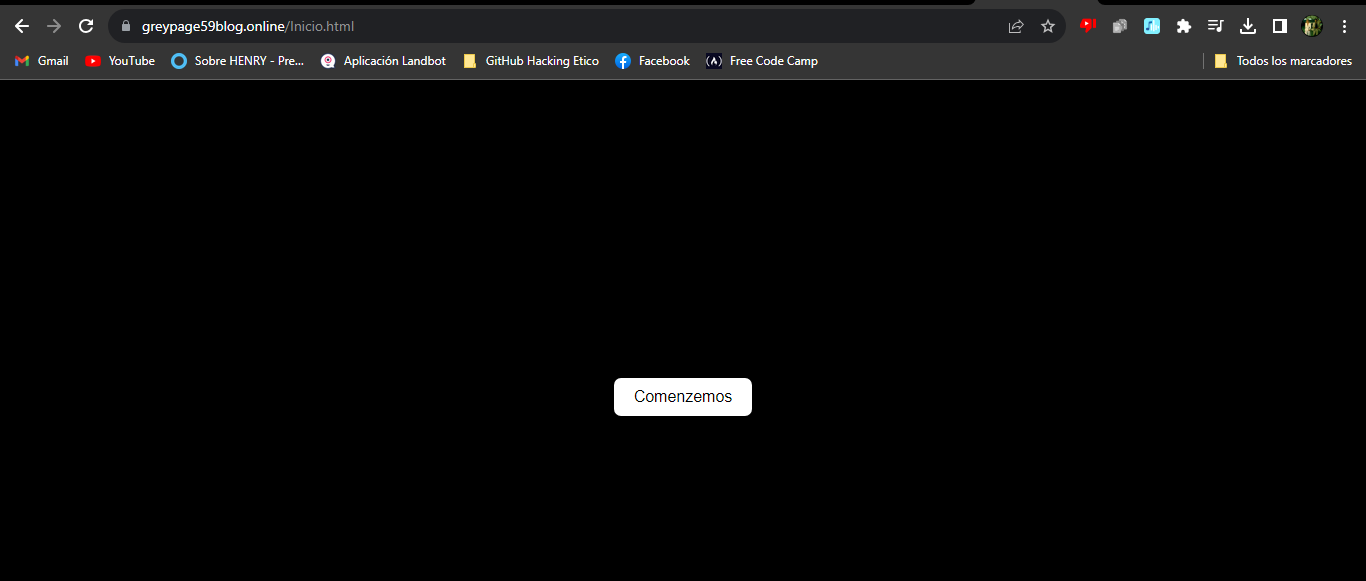 greypage59blog.online/Inicio.html
Gmail YouTube Sobre HENRY - Pre... Aplicación Landbot GitHub Hacking Etico Facebook Free Code Camp Todos los marcadores
Comenzemos